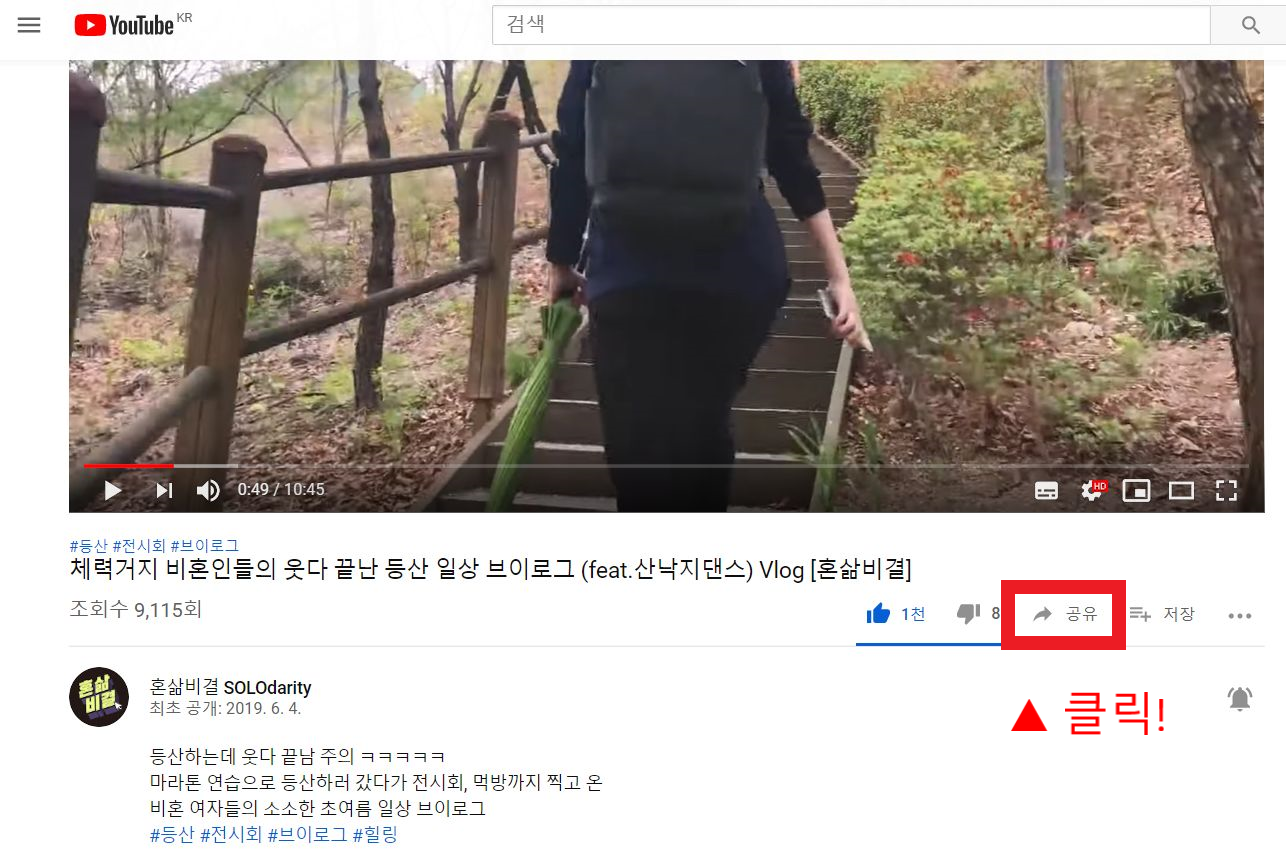 YouTube KR
검색
0:49 / 10:45
HD
#등산 #전시회 #브이로그
체력거지 비혼인들의 웃다 끝난 등산 일상 브이로그 (feat.산낙지댄스) Vlog [혼삶비결]
조회수 9,115회
1천
8
공유
저장
▲ 클릭!
혼삶
비결
혼삶비결 SOLOdarity
최초 공개: 2019. 6. 4.
등산하는데 웃다 끝남 주의 ㅋㅋㅋㅋㅋ
마라톤 연습으로 등산하러 갔다가 전시회, 먹방까지 찍고 온
비혼 여자들의 소소한 초여름 일상 브이로그
#등산 #전시회 #브이로그 #힐링